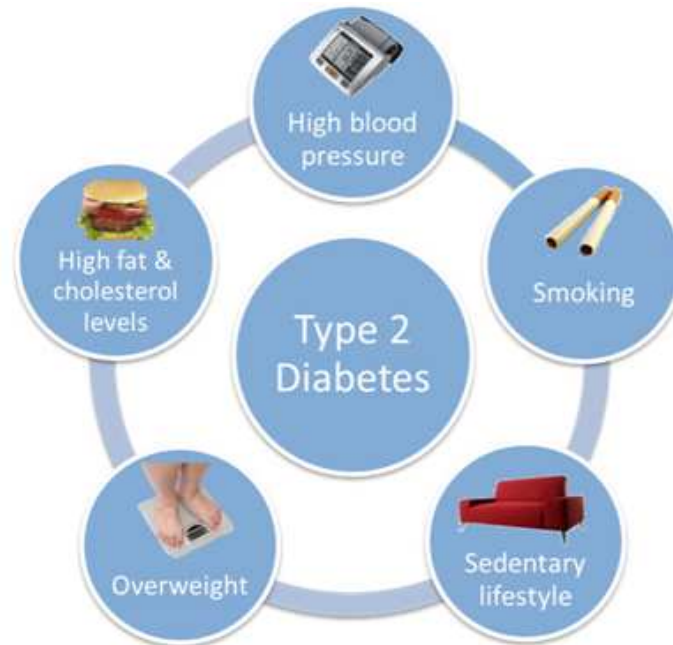 High blood
pressure
Smoking
Sedentary
lifestyle
Overweight
High fat &
cholesterol
levels
Type 2
Diabetes